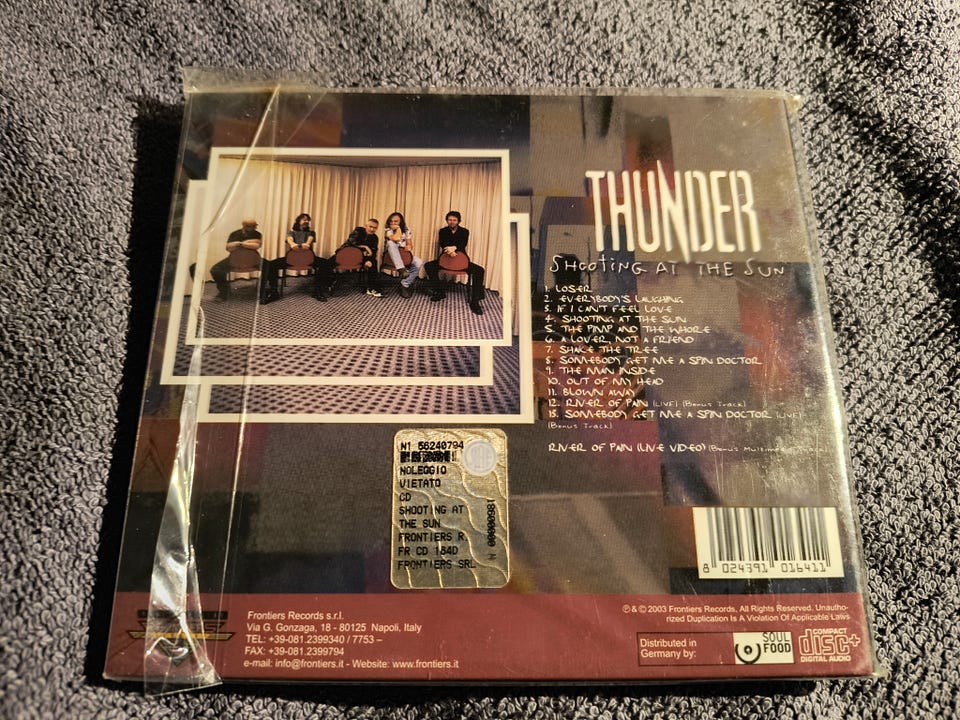 THUNDER
SHOOTING AT THE SUN
1. LOSER
2. EVERYBODY'S LAUGHING
3. IF I CAN'T FEEL LOVE
4. SHOOTING AT THE SUN
5. THE PIMP AND THE WHORE
6. A LOVER, NOT A FRIEND
7. SHAKE THE TREE
8. SOMEBODY GET ME A SPIN DOCTOR
9. THE MAN INSIDE
10. OUT OF MY HEAD
11. BLOWN AWAY
12. RIVER OF PAIN (LIVE) (Bonus Track)
13. SOMEBODY GET ME A SPIN DOCTOR (LIVE)
(Bonus Track)
RIVER OF PAIN (LIVE VIDEO) (Bonus Multimedia Track)
N1 56240794
NOLEGGIO
VIETATO
CD
SHOOTING AT
THE SUN
FRONTIERS R.
FR CD 164D
FRONTIERS SRL
8 024391 016411
Frontiers Records s.r.l.
Via G. Gonzaga, 18 - 80125 Napoli, Italy
TEL: +39-081.2399340 / 7753 –
FAX: +39-081.2399794
e-mail: info@frontiers.it - Website: www.frontiers.it
℗ & © 2003 Frontiers Records, All Rights Reserved. Unautho-
rized Duplication Is A Violation Of Applicable Laws
Distributed in
Germany by:
SOUL
FOOD
COMPACT
disc+
DIGITAL AUDIO